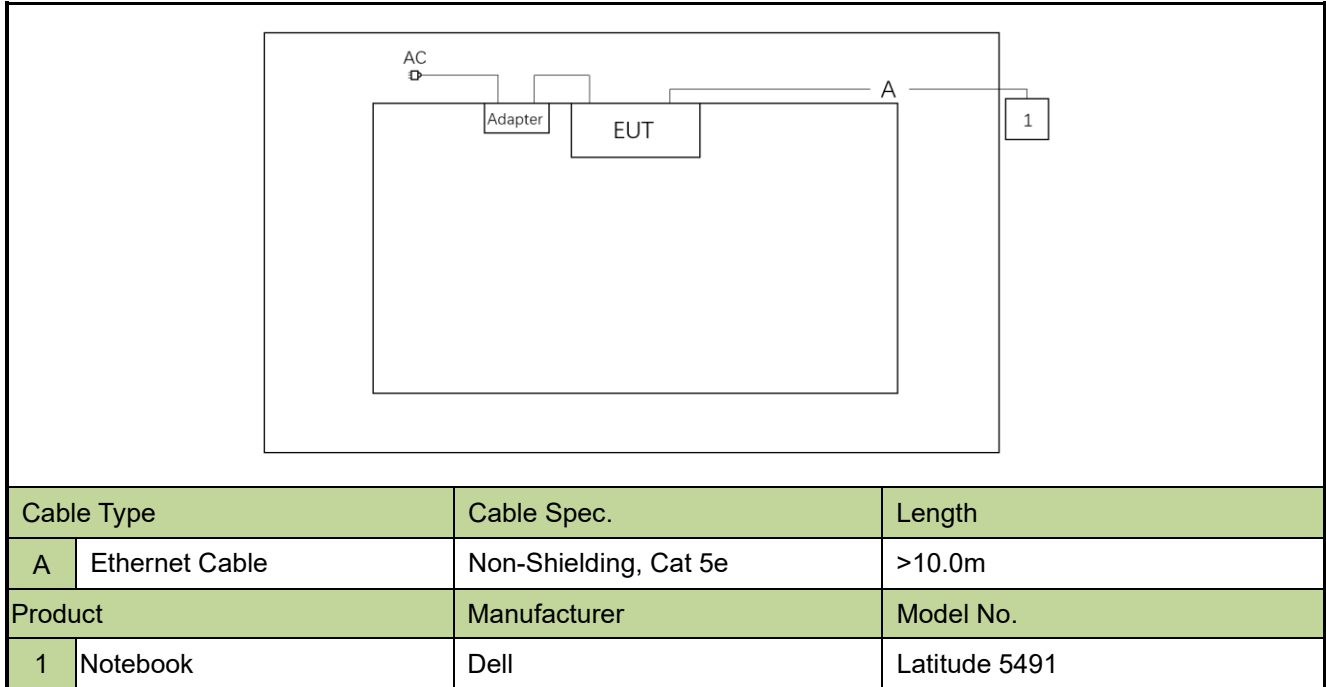 AC
A
Adapter
EUT
1
Cable Type Cable Spec. Length
A Ethernet Cable Non-Shielding, Cat 5e >10.0m
Product Manufacturer Model No.
1 Notebook Dell Latitude 5491